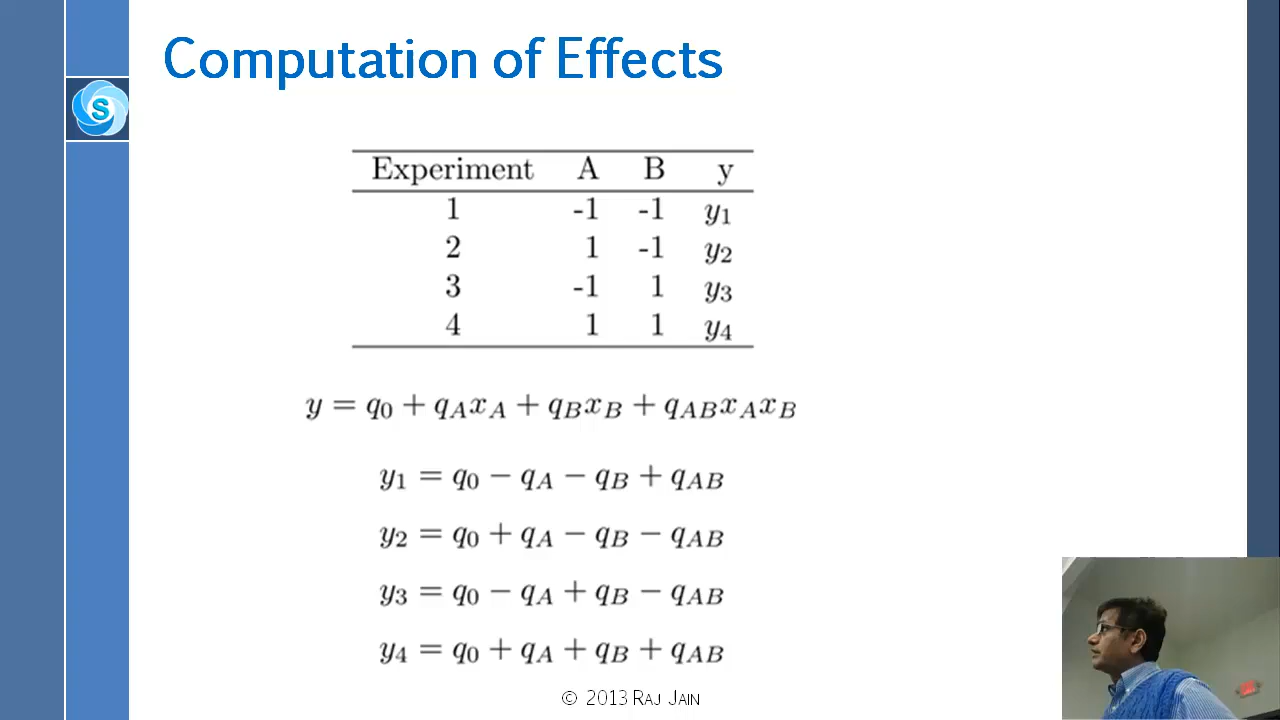 Computation of Effects
S
Experiment A B y
1 -1 -1 y₁
2 1 -1 y₂
3 -1 1 y₃
4 1 1 y₄
y = q₀ + q_A x_A + q_B x_B + q_AB x_A x_B
y₁ = q₀ − q_A − q_B + q_AB
y₂ = q₀ + q_A − q_B − q_AB
y₃ = q₀ − q_A + q_B − q_AB
y₄ = q₀ + q_A + q_B + q_AB
© 2013 RAJ JAIN